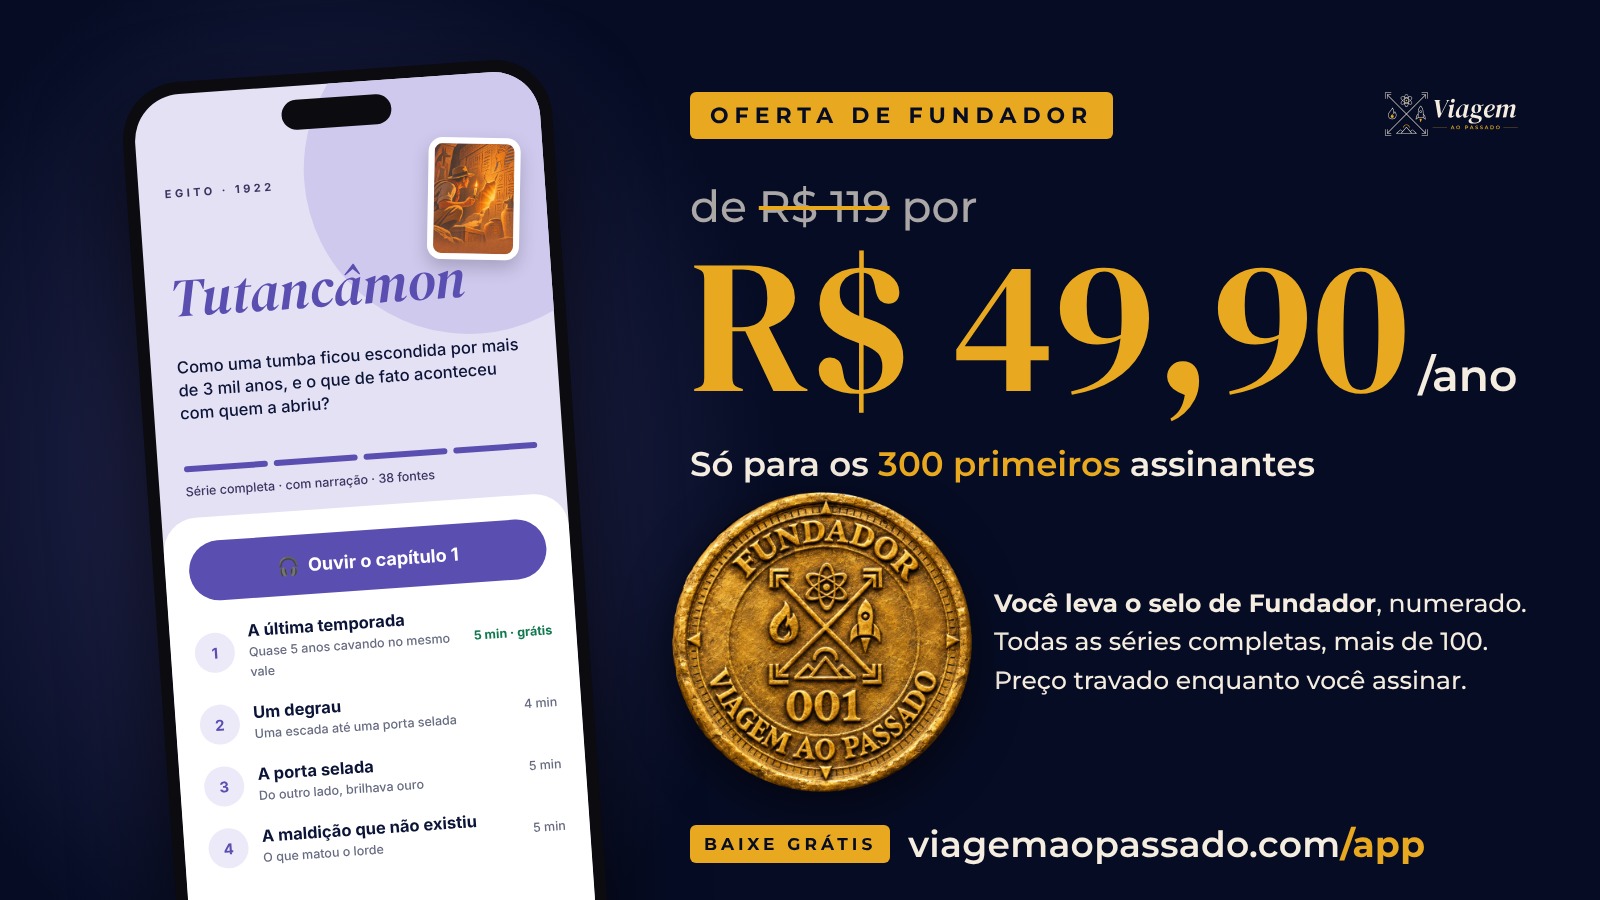 EGITO · 1922
Tutancâmon
Como uma tumba ficou escondida por mais
de 3 mil anos, e o que de fato aconteceu
com quem a abriu?
Série completa · com narração · 38 fontes
Ouvir o capítulo 1
1
A última temporada
Quase 5 anos cavando no mesmo
vale
5 min · grátis
2
Um degrau
Uma escada até uma porta selada
4 min
3
A porta selada
Do outro lado, brilhava ouro
5 min
4
A maldição que não existiu
O que matou o lorde
5 min
OFERTA DE FUNDADOR
Viagem
AO PASSADO
de R$ 119 por
R$ 49,90/ano
Só para os 300 primeiros assinantes
FUNDADOR
001
VIAGEM AO PASSADO
Você leva o selo de Fundador, numerado.
Todas as séries completas, mais de 100.
Preço travado enquanto você assinar.
BAIXE GRÁTIS
viagemaopassado.com/app